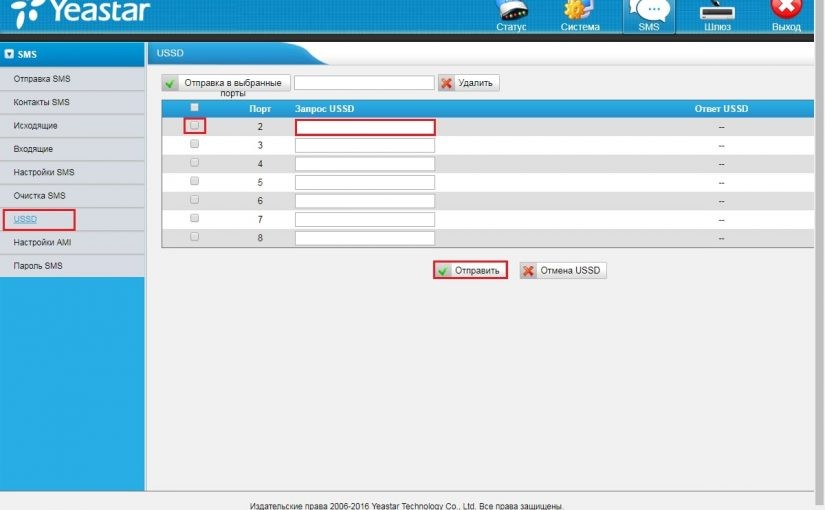 Yeastar
Статус Система SMS Шлюз Выход
SMS
Отправка SMS
Контакты SMS
Исходящие
Входящие
Настройки SMS
Очистка SMS
USSD
Настройки AMI
Пароль SMS
USSD
Отправка в выбранные порты Удалить
Порт Запрос USSD Ответ USSD
2 --
3 --
4 --
5 --
6 --
7 --
8 --
Отправить Отмена USSD
Издательские права 2006-2016 Yeastar Technology Co., Ltd. Все права защищены.